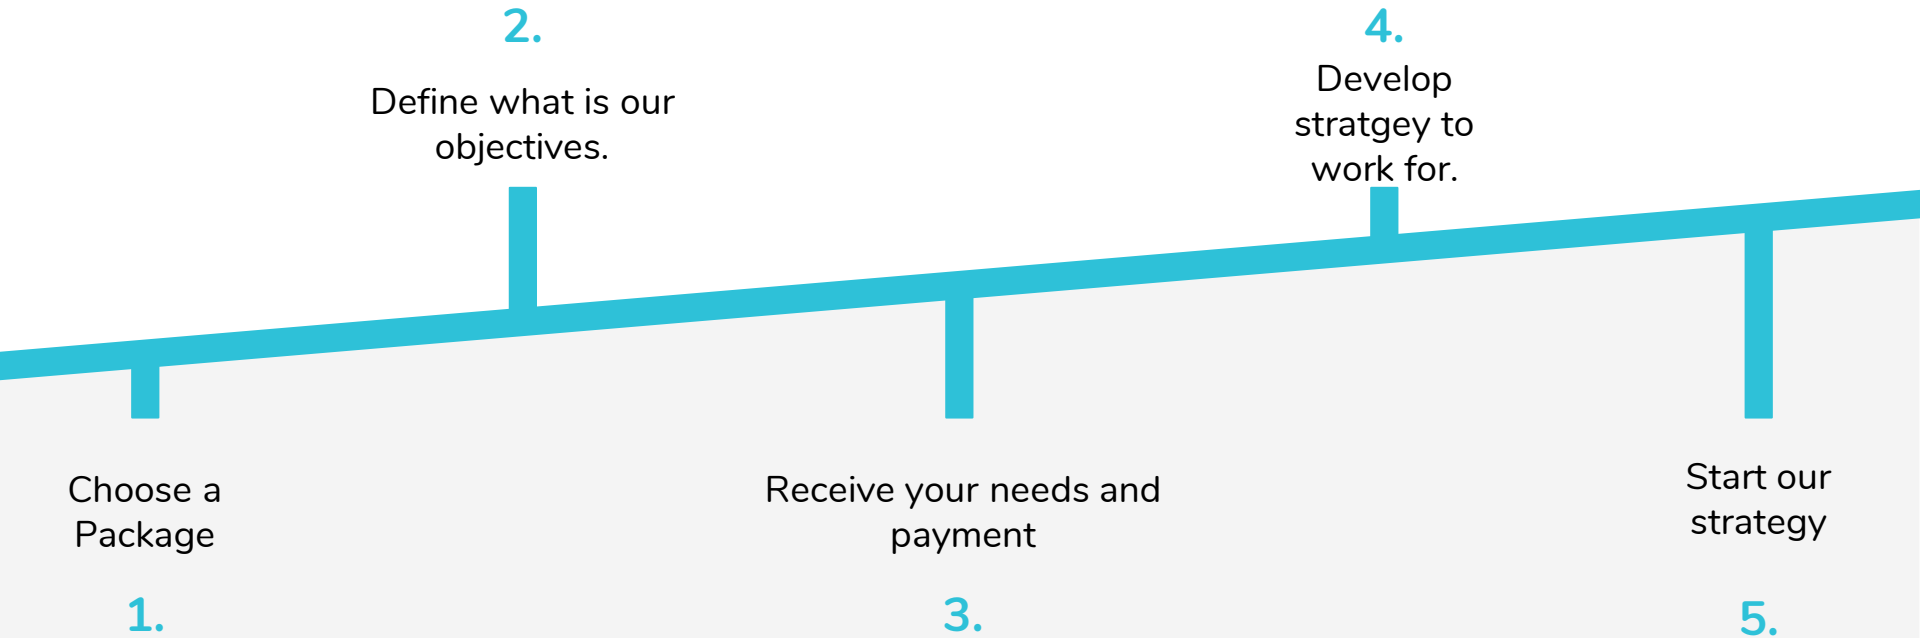 2.
Define what is our
objectives.
4.
Develop
stratgey to
work for.
Choose a
Package
1.
Receive your needs and
payment
3.
Start our
strategy
5.